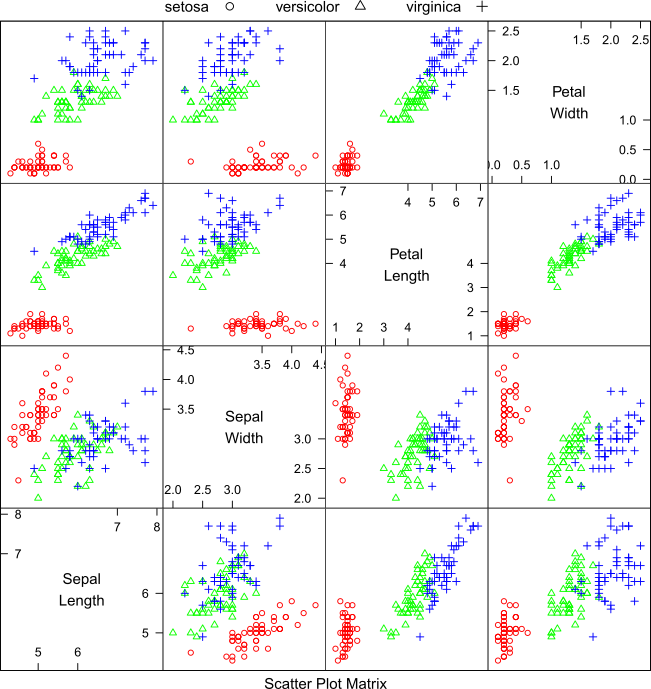 setosa versicolor virginica
2.5 1.5 2.0 2.5
2.0
1.5
Petal
Width
1.0
0.5
0.0
0.0 0.5 1.0
7 4 5 6 7
6
5
4
Petal
Length
4
3
2
1
1 2 3 4
4.5 3.5 4.0 4.5
4.0
3.5
Sepal
Width
3.0
2.5
2.0
2.0 2.5 3.0
8 7 8
7
Sepal
Length
6
5
5 6
Scatter Plot Matrix